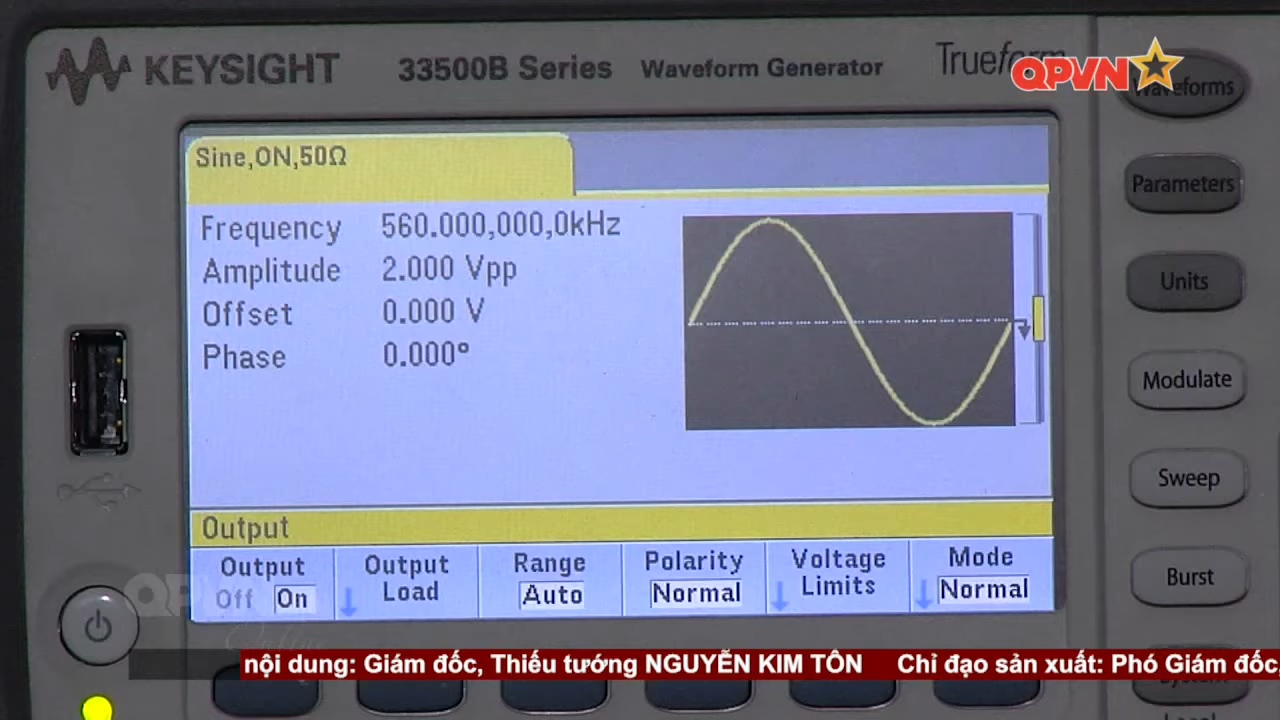 KEYSIGHT 33500B Series Waveform Generator Trueform
QPVN
Waveforms
Sine,ON,50Ω
Parameters
Frequency 560.000,000,0kHz
Amplitude 2.000 Vpp
Offset 0.000 V
Phase 0.000°
Units
Modulate
Sweep
Burst
Output
Output Off On
Output Load
Range Auto
Polarity Normal
Voltage Limits
Mode Normal
nội dung: Giám đốc, Thiếu tướng NGUYỄN KIM TÔN Chỉ đạo sản xuất: Phó Giám đốc,
System